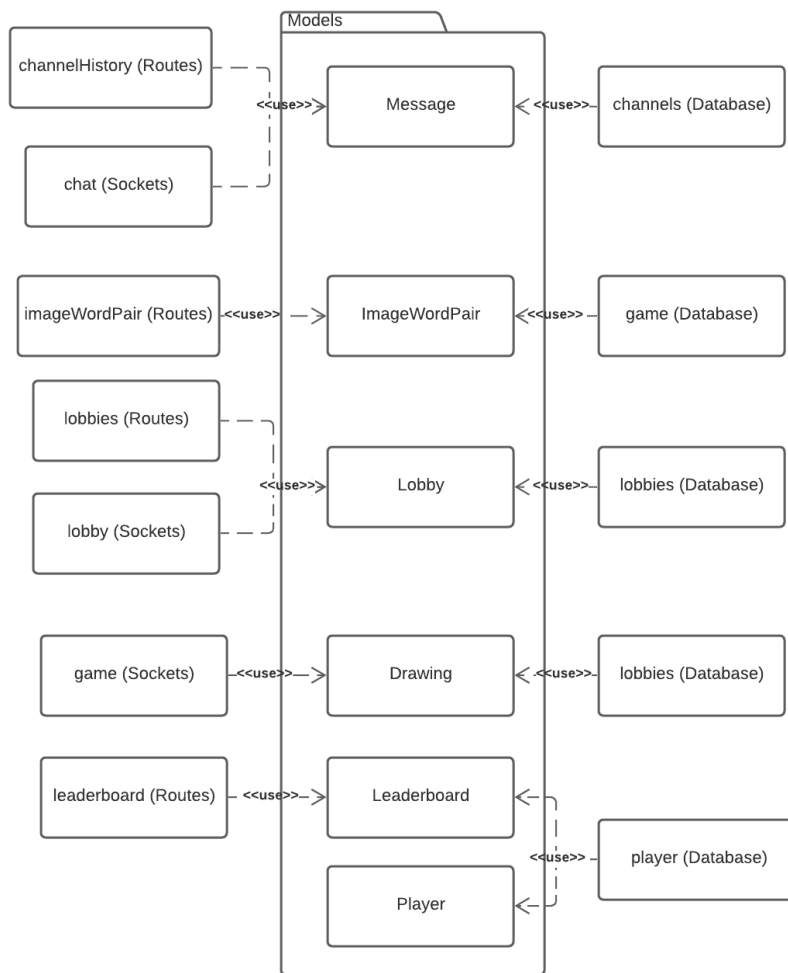 Models
channelHistory (Routes)
<<use>>
Message
<<use>>
channels (Database)
chat (Sockets)
imageWordPair (Routes)
<<use>>
ImageWordPair
<<use>>
game (Database)
lobbies (Routes)
<<use>>
Lobby
<<use>>
lobbies (Database)
lobby (Sockets)
game (Sockets)
<<use>>
Drawing
<<use>>
lobbies (Database)
leaderboard (Routes)
<<use>>
Leaderboard
<<use>>
player (Database)
Player